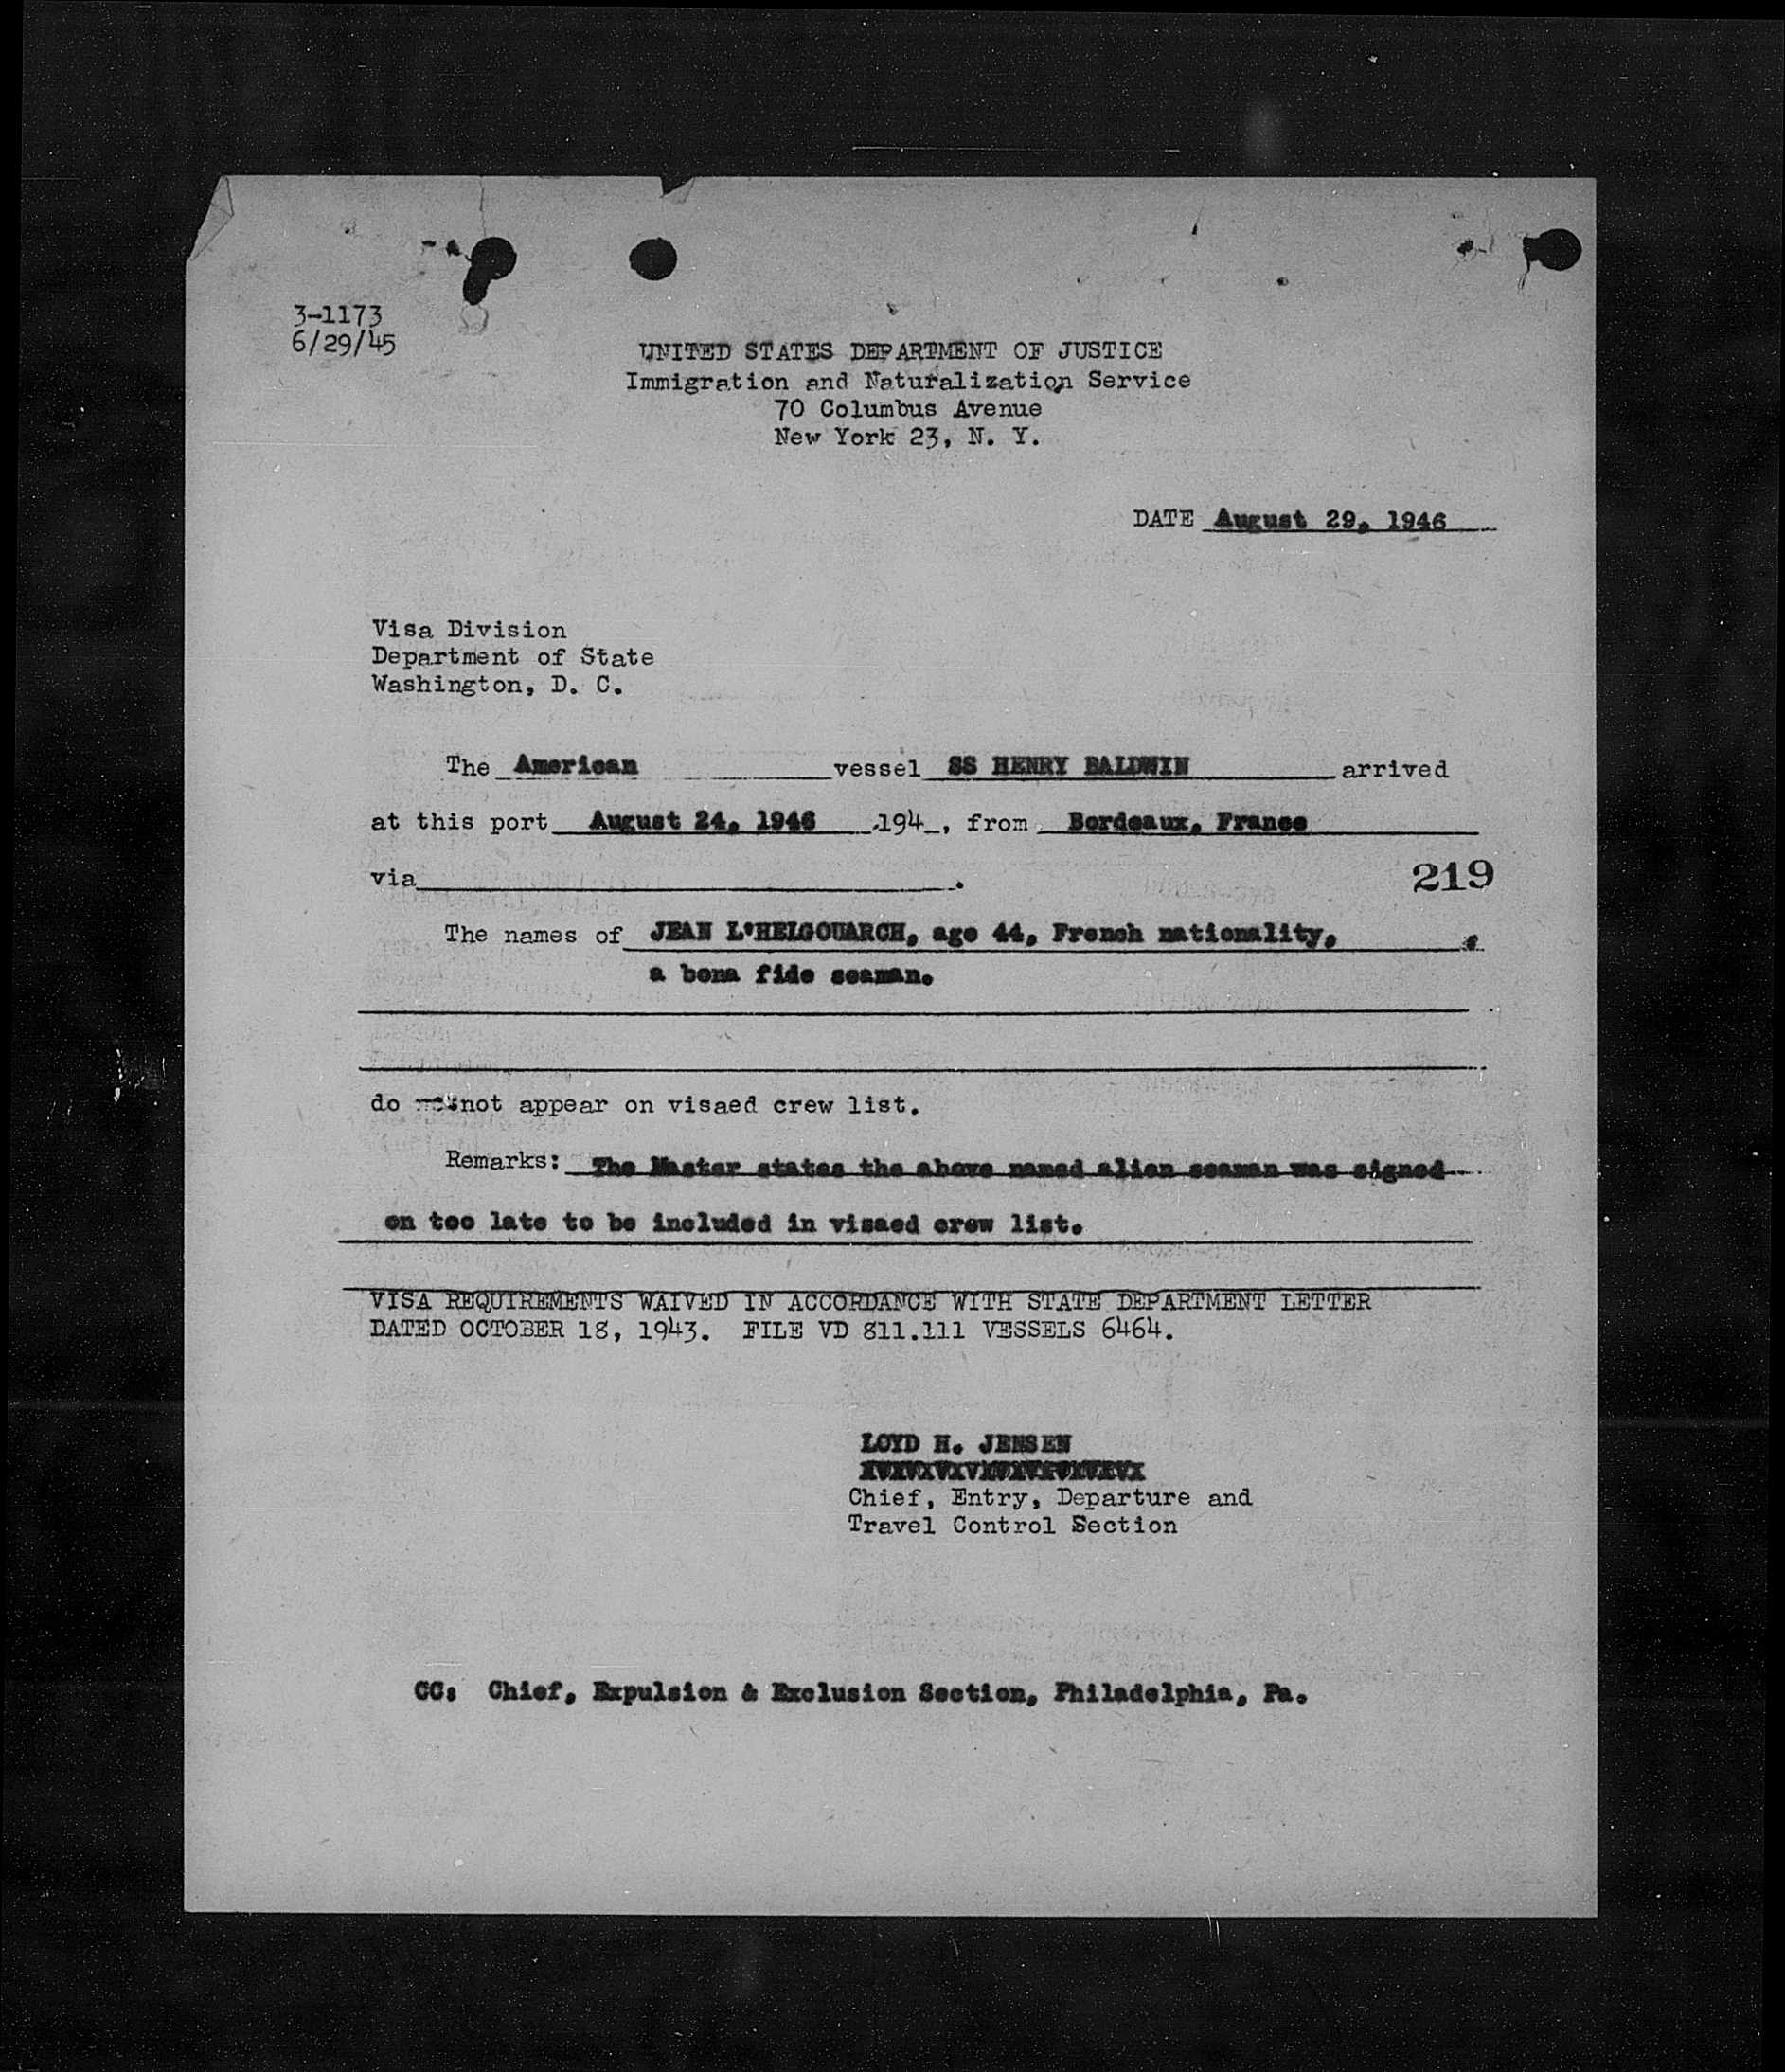 3-1173
6/29/45
UNITED STATES DEPARTMENT OF JUSTICE
Immigration and Naturalization Service
70 Columbus Avenue
New York 23, N. Y.
DATE August 29, 1946
Visa Division
Department of State
Washington, D. C.
The American vessel SS HENRY BALDWIN arrived
at this port August 24, 1946 194_, from Bordeaux, France
via .
219
The names of JEAN L'HELGOUARCH, age 44, French nationality,
a bona fide seaman.
do not appear on visaed crew list.
Remarks: The Master states the above named alien seaman was signed
on too late to be included in visaed crew list.
VISA REQUIREMENTS WAIVED IN ACCORDANCE WITH STATE DEPARTMENT LETTER
DATED OCTOBER 18, 1943. FILE VD 811.111 VESSELS 6464.
LOYD H. JENSEN
Chief, Entry, Departure and
Travel Control Section
CC: Chief, Expulsion & Exclusion Section, Philadelphia, Pa.